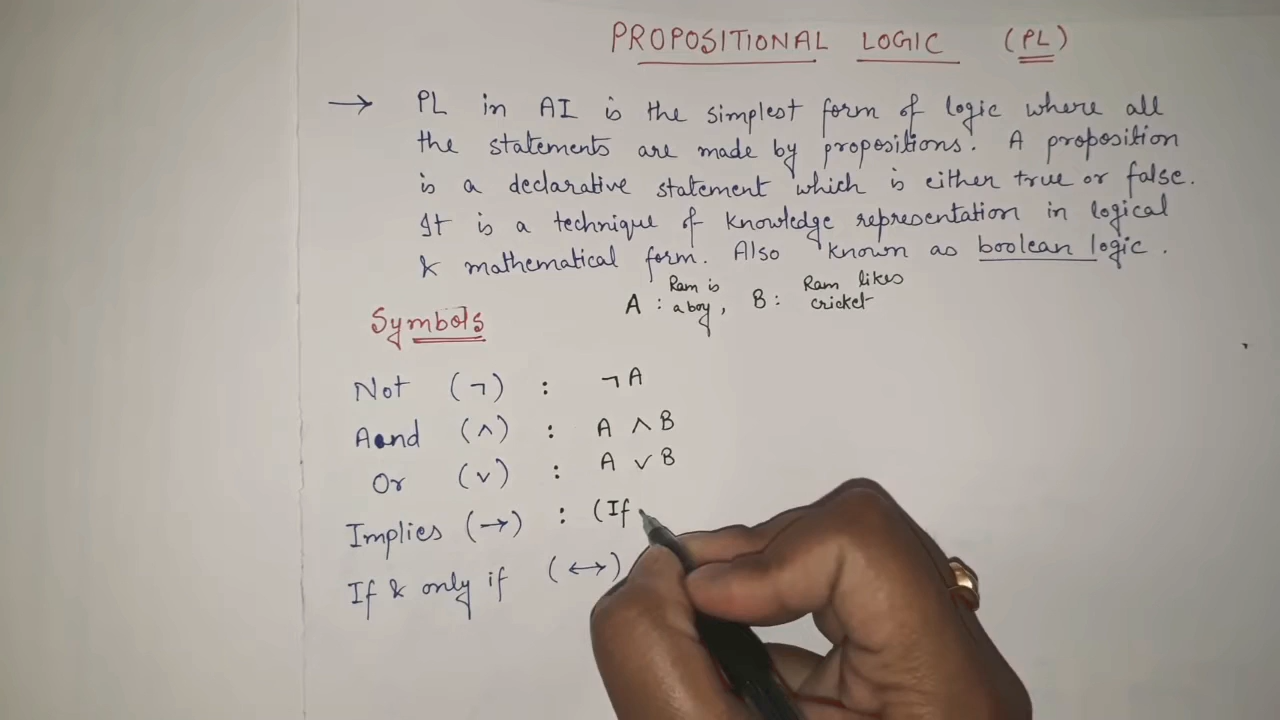 PROPOSITIONAL LOGIC (PL)
→ PL in AI is the simplest form of logic where all
the statements are made by propositions. A proposition
is a declarative statement which is either true or false.
It is a technique of knowledge representation in logical
& mathematical form. Also known as boolean logic.
A : Ram is a boy, B : Ram likes cricket
Symbols
Not (¬) : ¬A
And (∧) : A ∧ B
Or (∨) : A ∨ B
Implies (→) : (If
If & only if (↔)